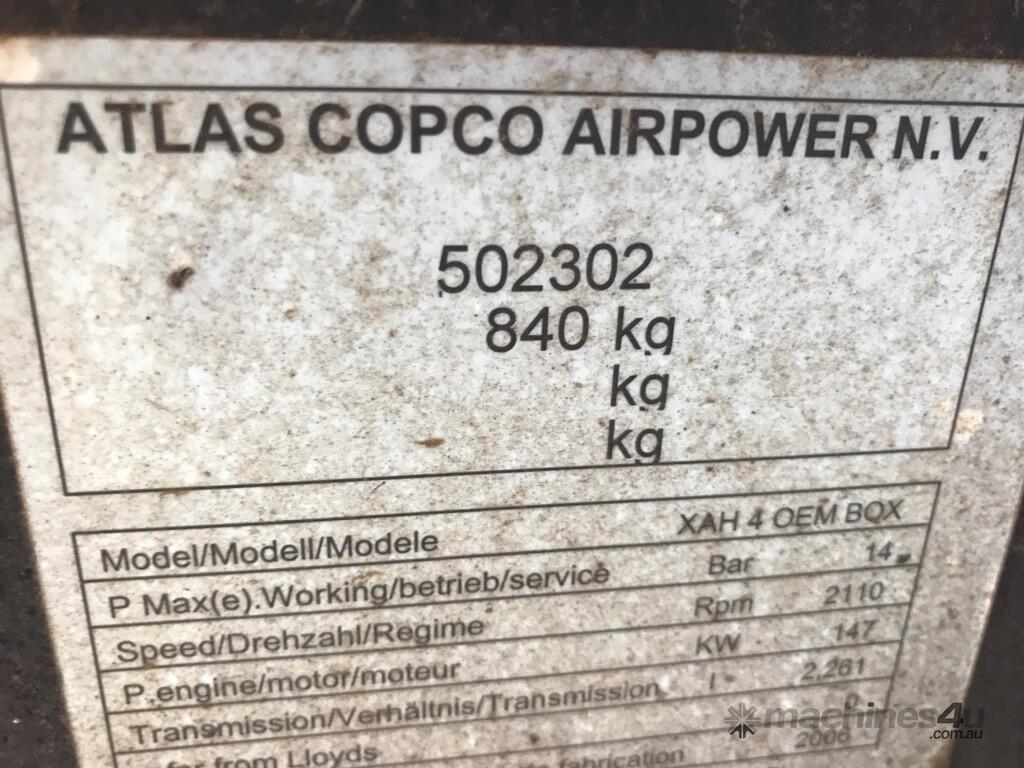 ATLAS COPCO AIRPOWER N.V.
502302
840 kg
kg
kg
Model/Modell/Modele XAH 4 OEM BOX
P Max(e).Working/betrieb/service Bar 14
Speed/Drehzahl/Regime Rpm 2110
P.engine/motor/moteur KW 147
Transmission/Verhältnis/Transmission I 2.261
from Lloyds 0
fabrication 2006
machines4u
.com.au